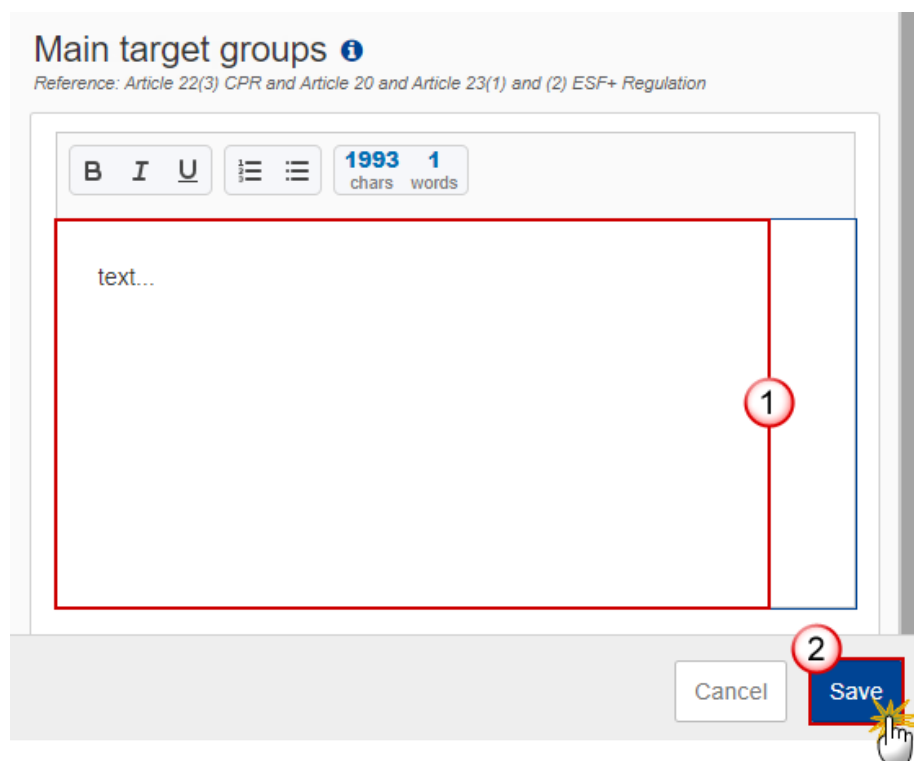 Main target groups
Reference: Article 22(3) CPR and Article 20 and Article 23(1) and (2) ESF+ Regulation
B I U 1993 1
chars words
text...
1
2
Cancel Save